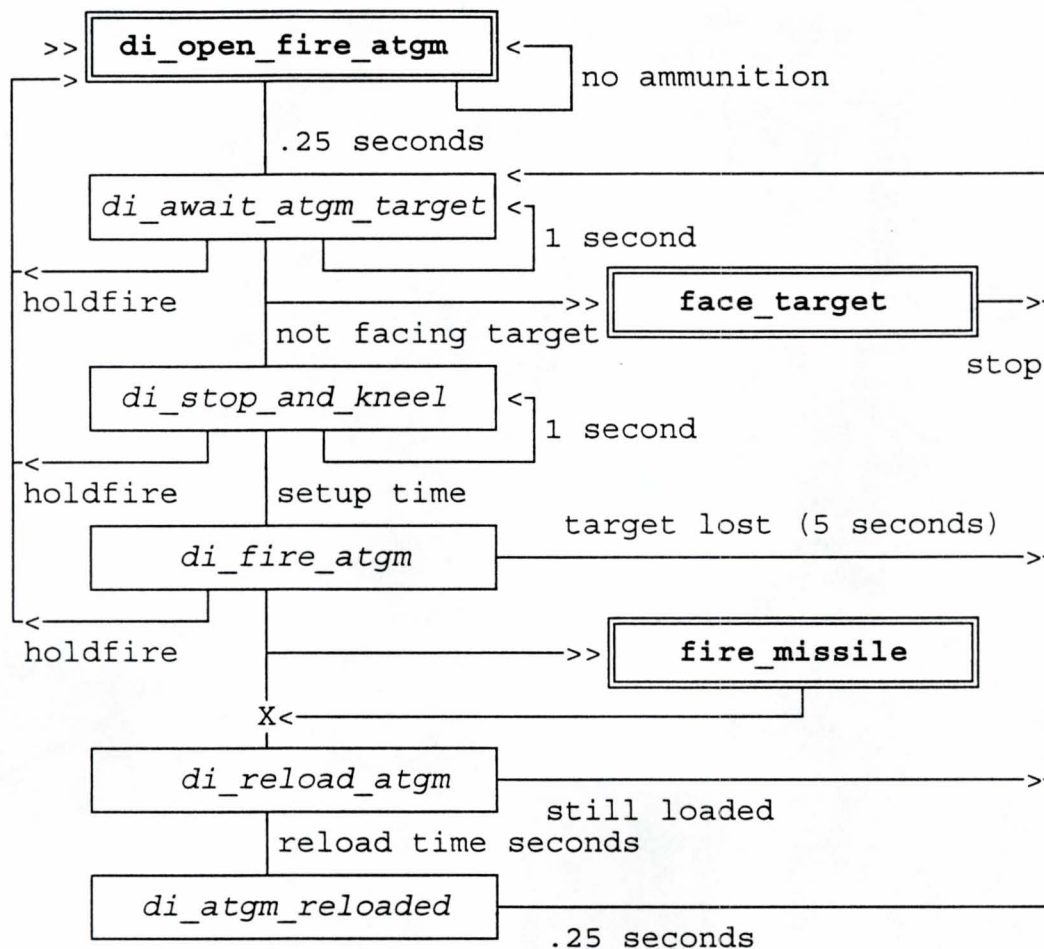 >> di_open_fire_atgm <
>
no ammunition
.25 seconds
<
di_await_atgm_target <
1 second
<
holdfire
>> face_target >
not facing target
stop
di_stop_and_kneel <
1 second
<
holdfire
setup time
target lost (5 seconds)
di_fire_atgm >
<
holdfire
>> fire_missile
X<
di_reload_atgm >
still loaded
reload time seconds
di_atgm_reloaded
.25 seconds